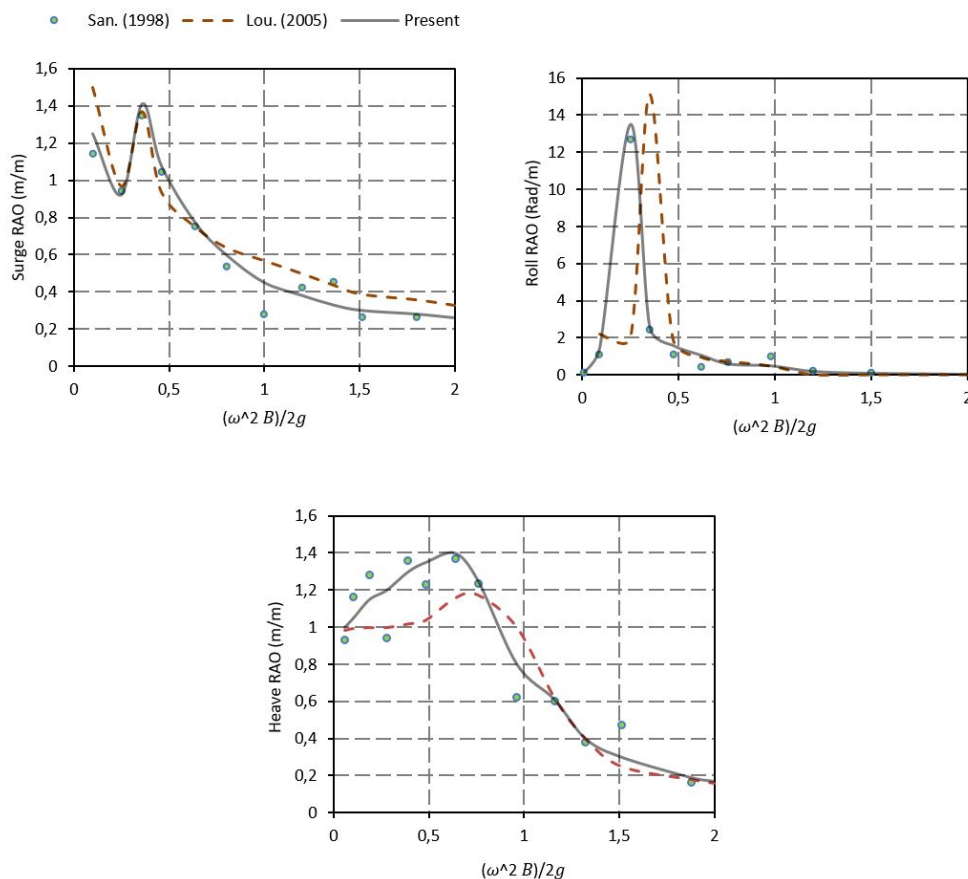 San. (1998) Lou. (2005) Present
Surge RAO (m/m)
1,6
1,4
1,2
1
0,8
0,6
0,4
0,2
0
0 0,5 1 1,5 2
(ω^2 B)/2g
Roll RAO (Rad/m)
16
14
12
10
8
6
4
2
0
0 0,5 1 1,5 2
(ω^2 B)/2g
Heave RAO (m/m)
1,6
1,4
1,2
1
0,8
0,6
0,4
0,2
0
0 0,5 1 1,5 2
(ω^2 B)/2g